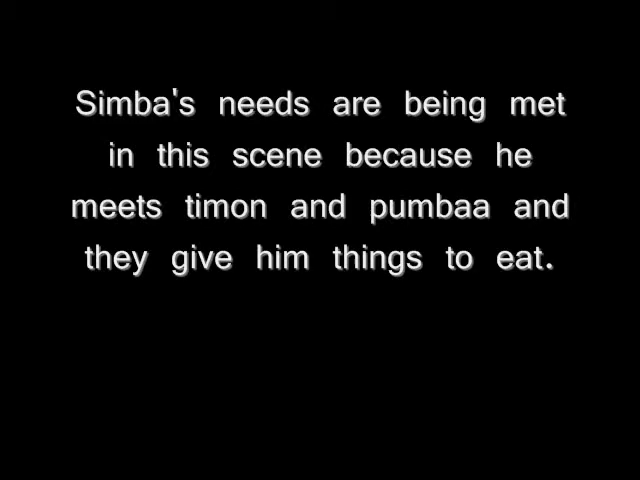 Simba's needs are being met
in this scene because he
meets timon and pumbaa and
they give him things to eat.